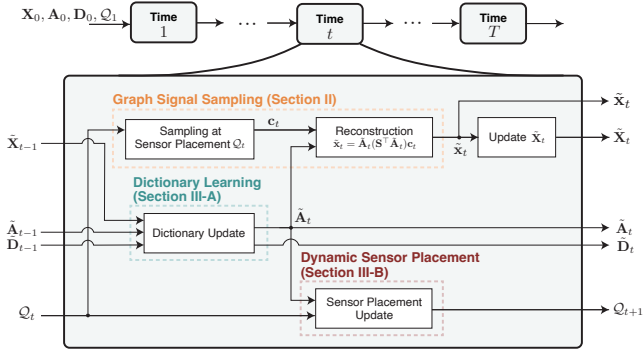 X₀, A₀, D₀, 𝒬₁
Time
1
...
...
Time
t
...
...
Time
T
Graph Signal Sampling (Section II)
Sampling at
Sensor Placement 𝒬ₜ
cₜ
Reconstruction
x̃ₜ = Ãₜ(S⊤Ãₜ)cₜ
x̃ₜ
Update X̃ₜ
X̃ₜ
X̃ₜ
X̃ₜ₋₁
Dictionary Learning
(Section III-A)
Dictionary Update
Ãₜ
Ãₜ₋₁
D̃ₜ₋₁
Ãₜ
D̃ₜ
Dynamic Sensor Placement
(Section III-B)
Sensor Placement
Update
𝒬ₜ
𝒬ₜ₊₁